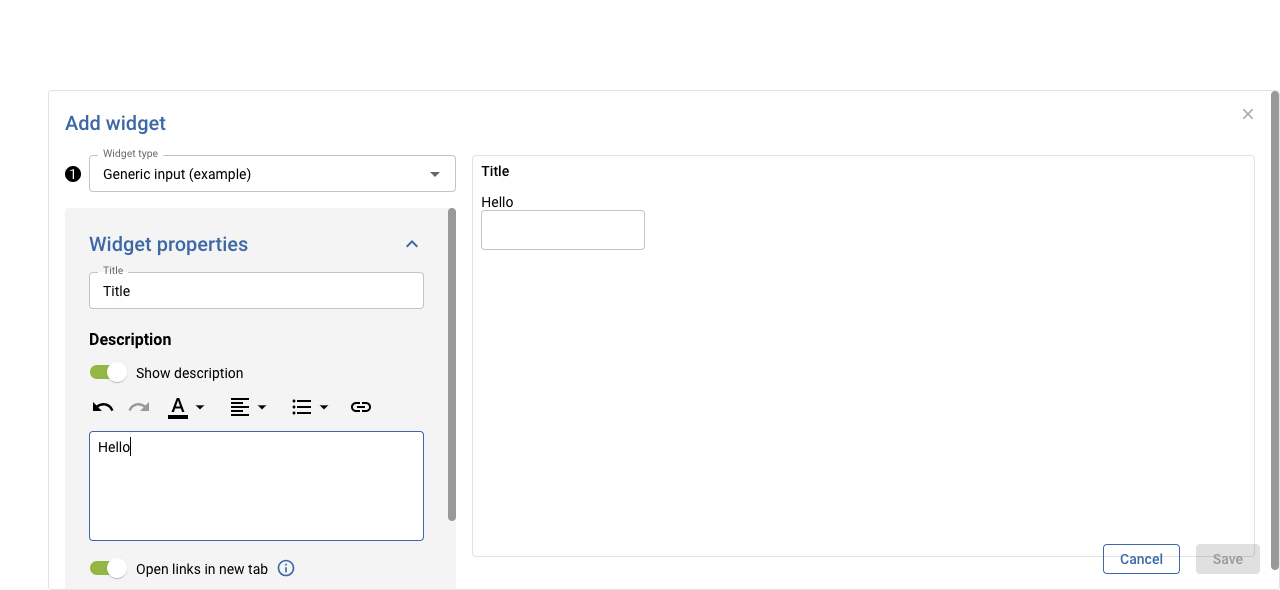 Add widget
1
Widget type
Generic input (example)
Widget properties
Title
Title
Description
Show description
A
Hello
Open links in new tab
Title
Hello
Cancel
Save